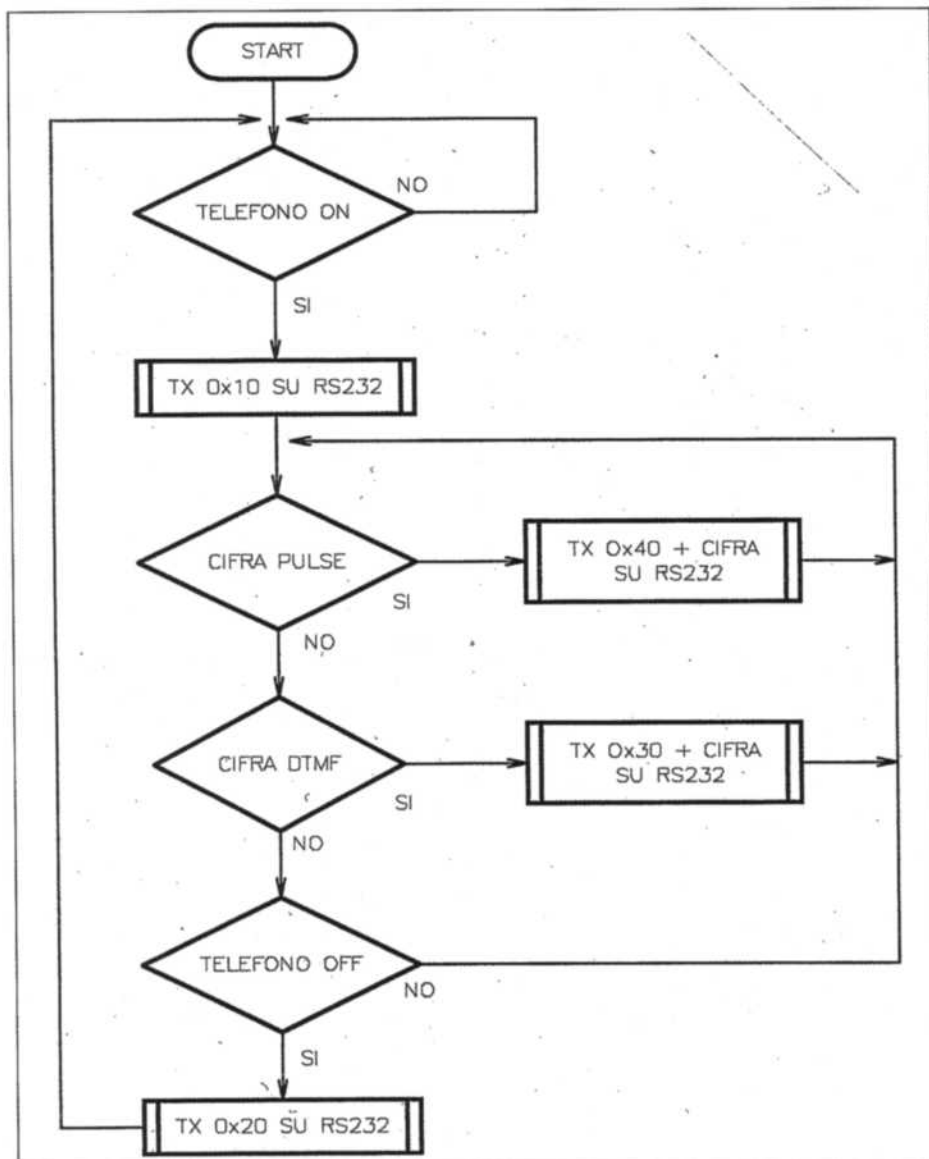 START
NO
TELEFONO ON
SI
TX 0x10 SU RS232
CIFRA PULSE
SI
TX 0x40 + CIFRA
SU RS232
NO
CIFRA DTMF
SI
TX 0x30 + CIFRA
SU RS232
NO
TELEFONO OFF
NO
SI
TX 0x20 SU RS232